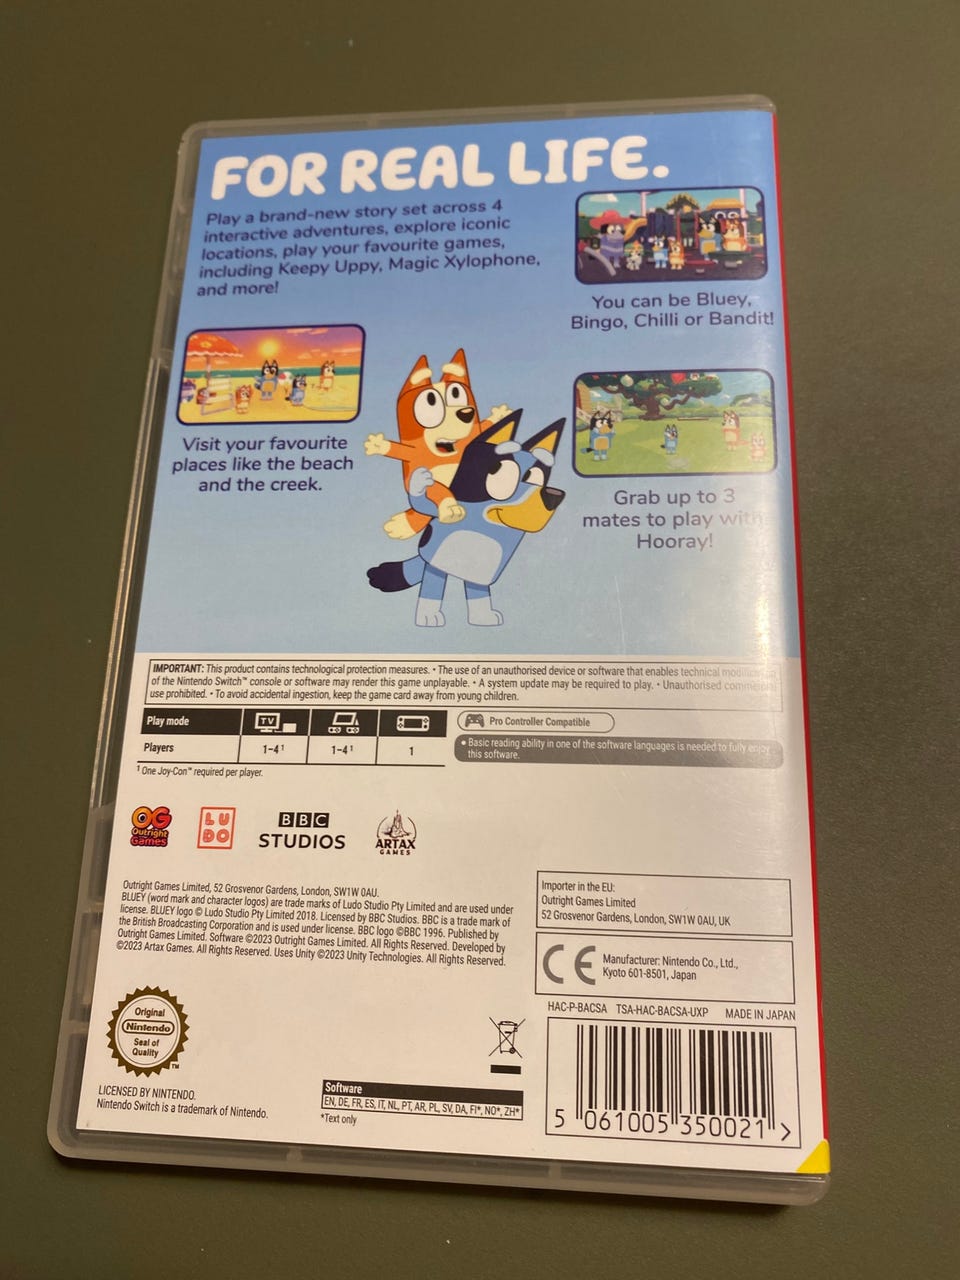 FOR REAL LIFE.
Play a brand-new story set across 4
interactive adventures, explore iconic
locations, play your favourite games,
including Keepy Uppy, Magic Xylophone,
and more!
You can be Bluey,
Bingo, Chilli or Bandit!
Visit your favourite
places like the beach
and the creek.
Grab up to 3
mates to play with
Hooray!
IMPORTANT: This product contains technological protection measures. • The use of an unauthorised device or software that enables technical modification
of the Nintendo Switch™ console or software may render this game unplayable. • A system update may be required to play. • Unauthorised commercial
use prohibited. • To avoid accidental ingestion, keep the game card away from young children.
Play mode TV
Players 1-4¹ 1-4¹ 1
¹ One Joy-Con™ required per player.
Pro Controller Compatible
• Basic reading ability in one of the software languages is needed to fully enjoy
this software.
OG
Outright
Games
LU
DO
BBC
STUDIOS
ARTAX
GAMES
Outright Games Limited, 52 Grosvenor Gardens, London, SW1W 0AU.
BLUEY (word mark and character logos) are trade marks of Ludo Studio Pty Limited and are used under
license. BLUEY logo © Ludo Studio Pty Limited 2018. Licensed by BBC Studios. BBC is a trade mark of
the British Broadcasting Corporation and is used under license. BBC logo ©BBC 1996. Published by
Outright Games Limited. Software ©2023 Outright Games Limited. All Rights Reserved. Developed by
©2023 Artax Games. All Rights Reserved. Uses Unity ©2023 Unity Technologies. All Rights Reserved.
Importer in the EU:
Outright Games Limited
52 Grosvenor Gardens, London, SW1W 0AU, UK
CE
Manufacturer: Nintendo Co., Ltd.,
Kyoto 601-8501, Japan
HAC-P-BACSA TSA-HAC-BACSA-UXP MADE IN JAPAN
Original
Nintendo
Seal of
Quality
TM
LICENSED BY NINTENDO.
Nintendo Switch is a trademark of Nintendo.
Software
EN, DE, FR, ES, IT, NL, PT, AR, PL, SV, DA, FI*, NO*, ZH*
*Text only
5 061005 350021 >